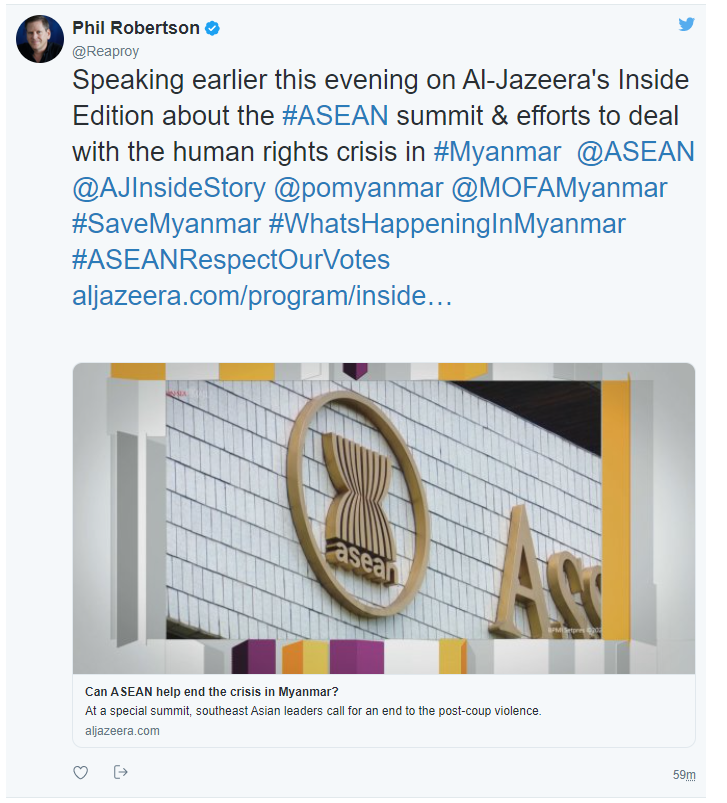 Phil Robertson
@Reaproy
Speaking earlier this evening on Al-Jazeera's Inside
Edition about the #ASEAN summit & efforts to deal
with the human rights crisis in #Myanmar @ASEAN
@AJInsideStory @pomyanmar @MOFAMyanmar
#SaveMyanmar #WhatsHappeningInMyanmar
#ASEANRespectOurVotes
aljazeera.com/program/inside…
asean
Can ASEAN help end the crisis in Myanmar?
At a special summit, southeast Asian leaders call for an end to the post-coup violence.
aljazeera.com
59m